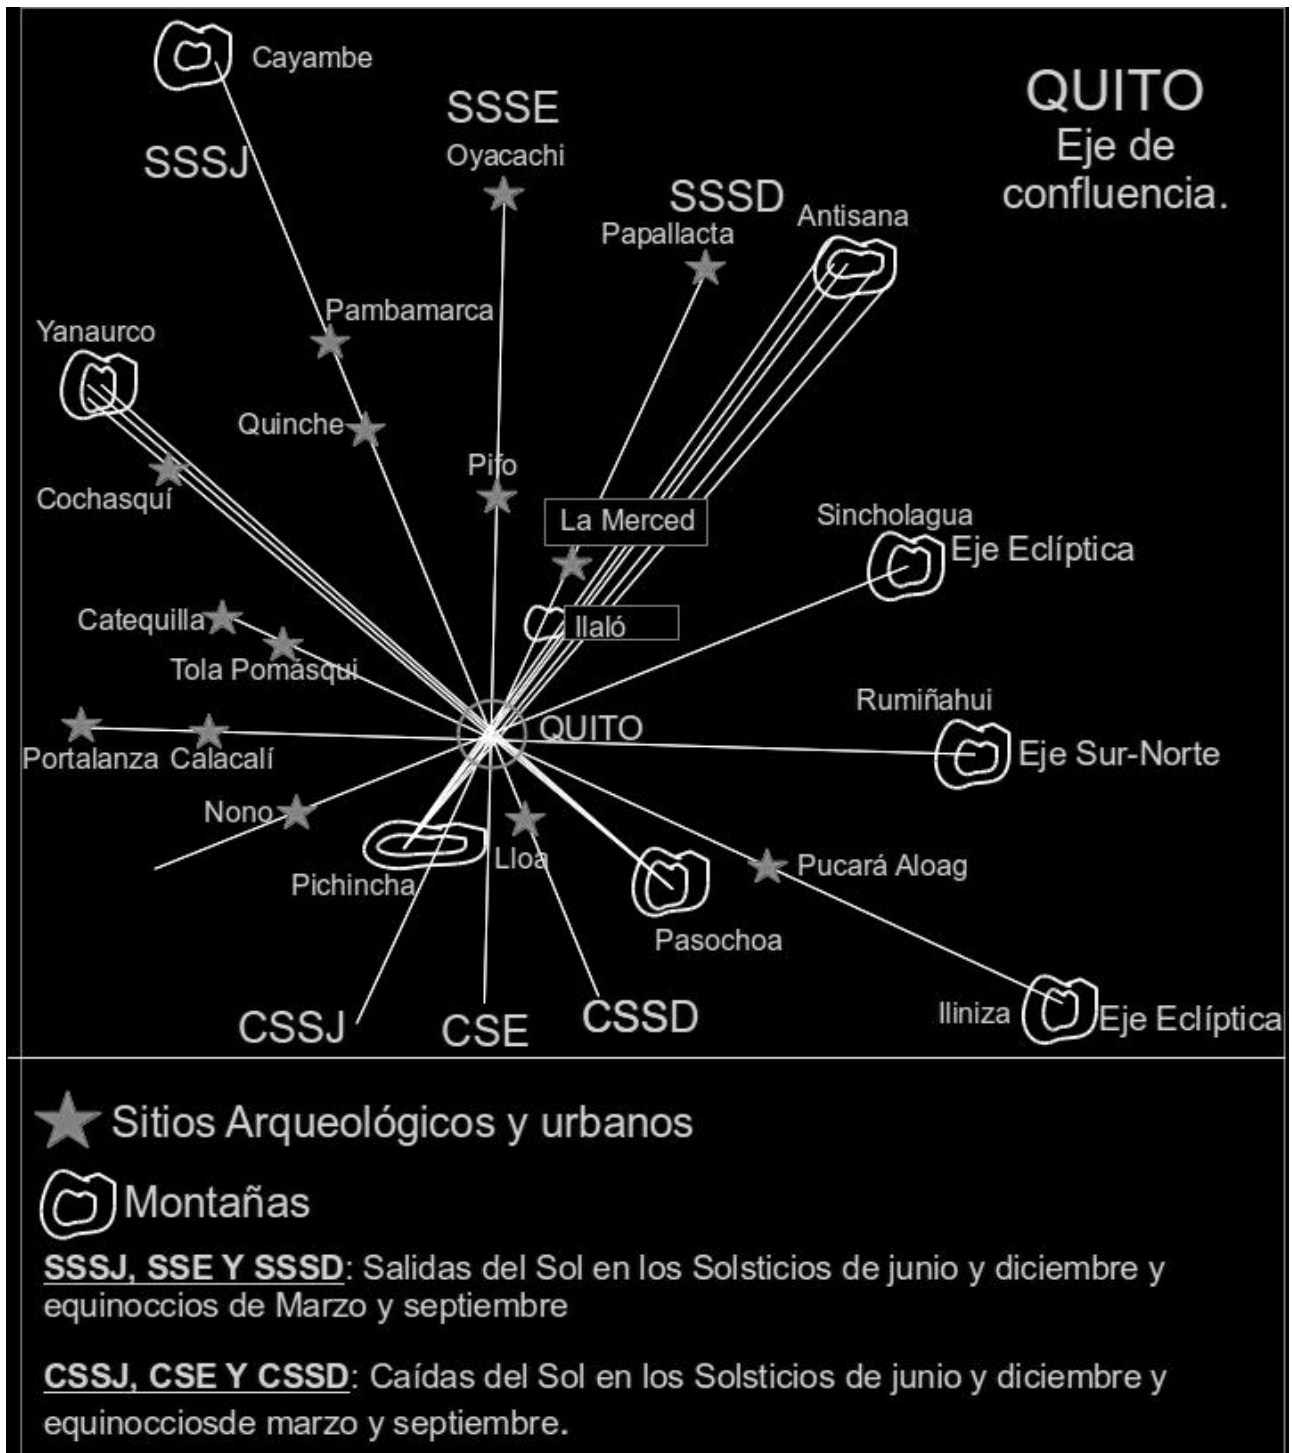 Cayambe
QUITO
Eje de
confluencia.
SSSE
Oyacachi
SSSJ
SSSD
Papallacta
Antisana
Pambamarca
Yanaurco
Quinche
Pifo
Cochasquí
La Merced
Sincholagua
Eje Eclíptica
Catequilla
Ilaló
Tola Pomásqui
Rumiñahui
QUITO
Portalanza
Calacalí
Eje Sur-Norte
Nono
Lloa
Pucará Aloag
Pichincha
Pasochoa
Iliniza
Eje Eclíptica
CSSJ
CSE
CSSD
Sitios Arqueológicos y urbanos
Montañas
SSSJ, SSE Y SSSD: Salidas del Sol en los Solsticios de junio y diciembre y
equinoccios de Marzo y septiembre
CSSJ, CSE Y CSSD: Caídas del Sol en los Solsticios de junio y diciembre y
equinocciosde marzo y septiembre.